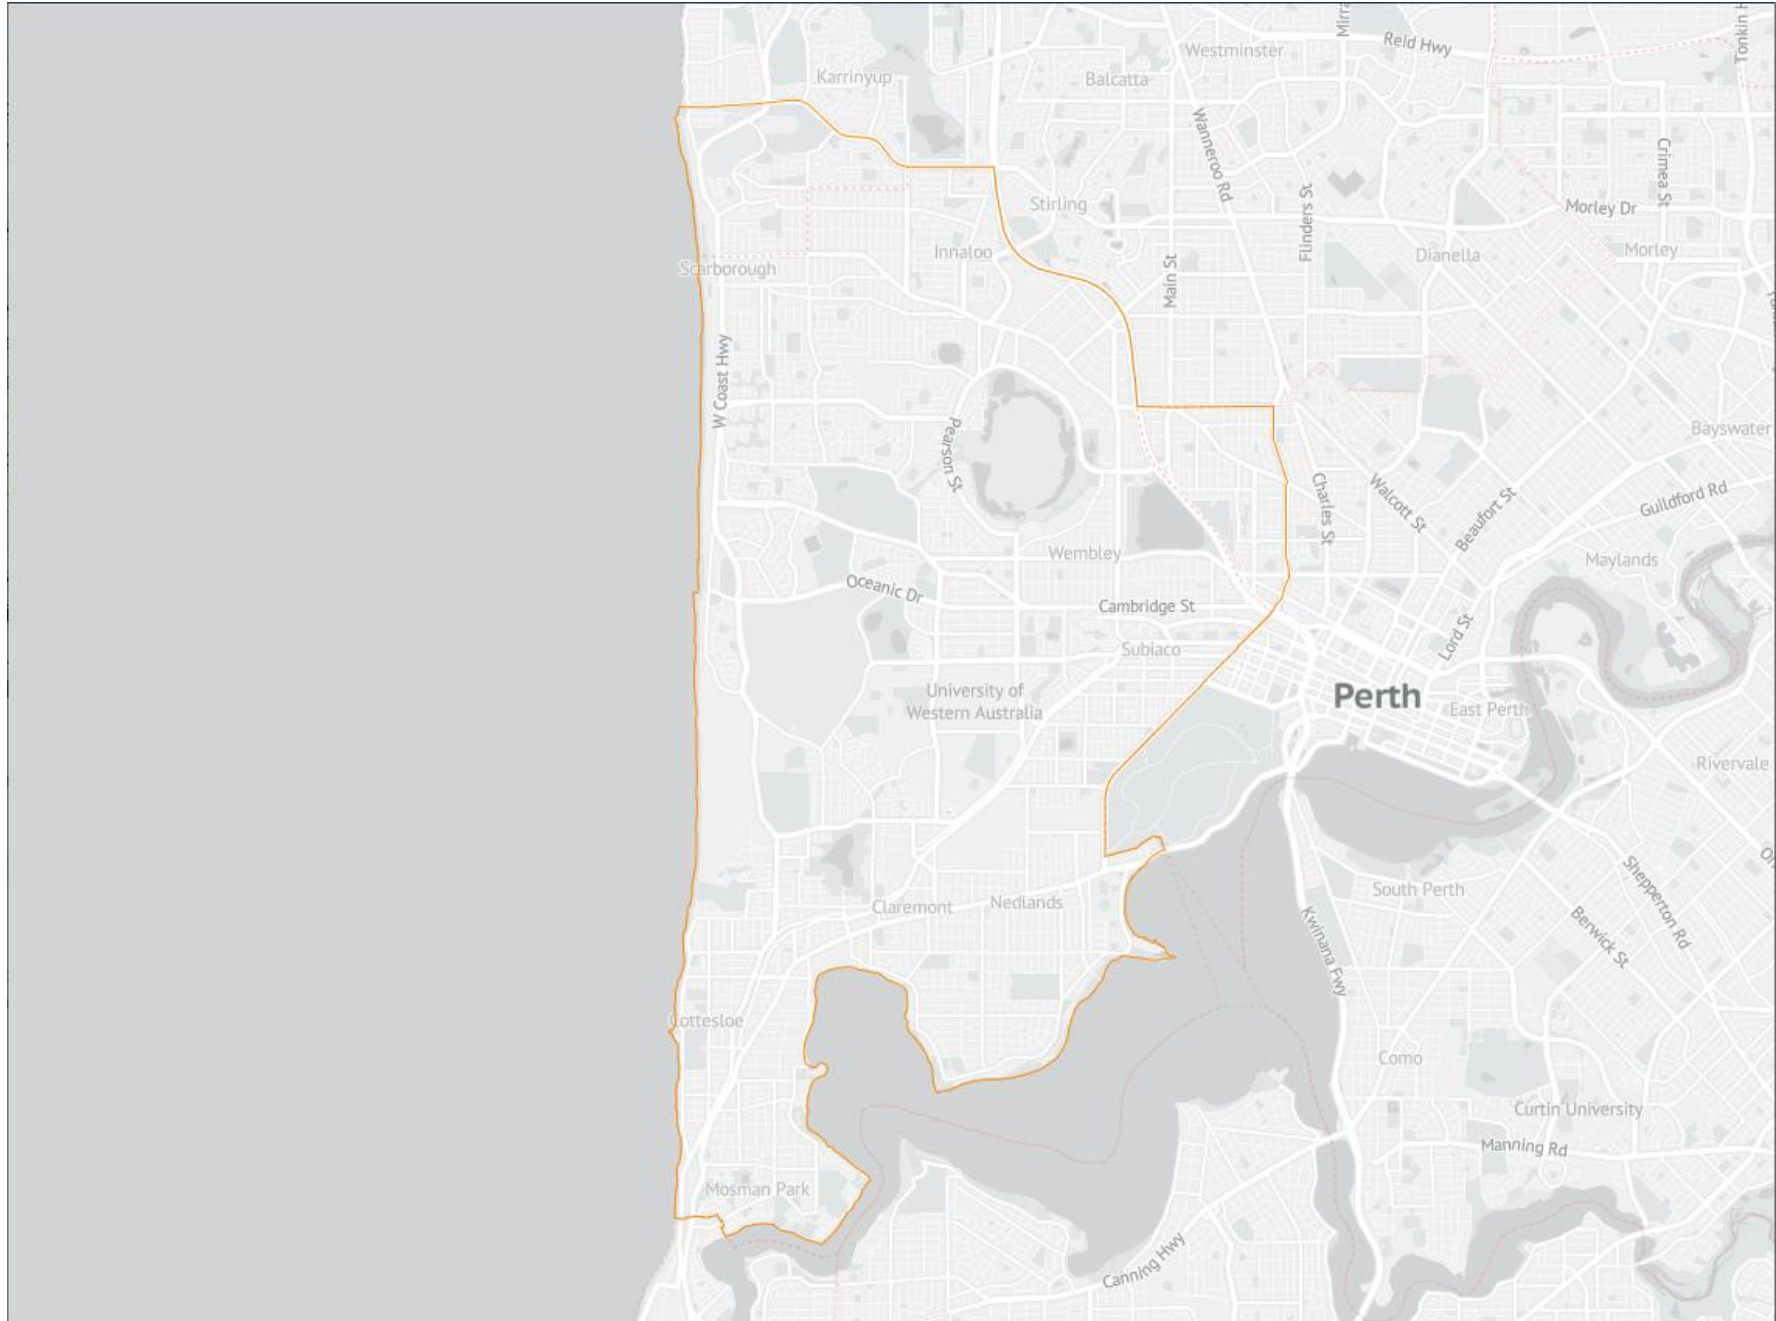 Karrinyup
Westminster
Balcatta
Reid Hwy
Wanneroo Rd
Crimea St
Stirling
Flinders St
Morley Dr
Innaloo
Main St
Dianella
Morley
Scarborough
W Coast Hwy
Pearson St
Bayswater
Charles St
Walcott St
Beaufort St
Guildford Rd
Wembley
Maylands
Oceanic Dr
Cambridge St
Lord St
Subiaco
University of
Western Australia
Perth
East Perth
Rivervale
Claremont
Nedlands
South Perth
Shepperton Rd
Berwick St
Kwinana Fwy
Cottesloe
Como
Curtin University
Manning Rd
Mosman Park
Canning Hwy